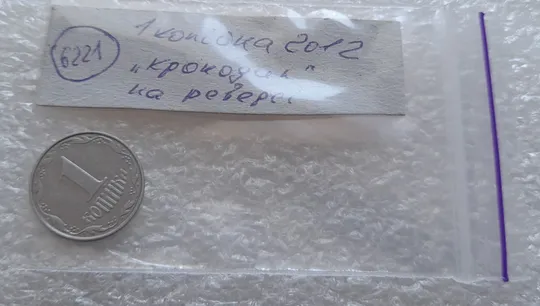 6221
1 копійка 2012
„крокодил"
на реверсі
1
копійка